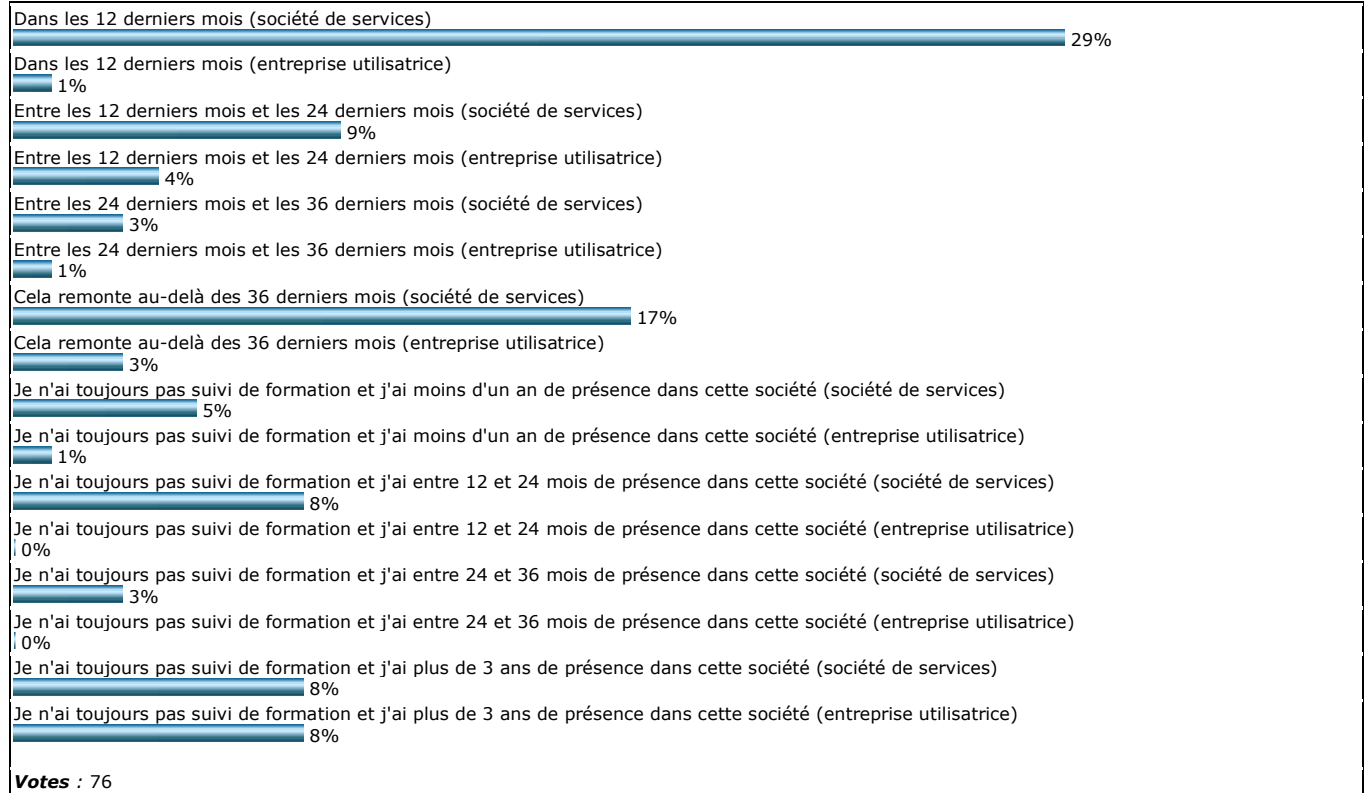 Dans les 12 derniers mois (société de services)
29%
Dans les 12 derniers mois (entreprise utilisatrice)
1%
Entre les 12 derniers mois et les 24 derniers mois (société de services)
9%
Entre les 12 derniers mois et les 24 derniers mois (entreprise utilisatrice)
4%
Entre les 24 derniers mois et les 36 derniers mois (société de services)
3%
Entre les 24 derniers mois et les 36 derniers mois (entreprise utilisatrice)
1%
Cela remonte au-delà des 36 derniers mois (société de services)
17%
Cela remonte au-delà des 36 derniers mois (entreprise utilisatrice)
3%
Je n'ai toujours pas suivi de formation et j'ai moins d'un an de présence dans cette société (société de services)
5%
Je n'ai toujours pas suivi de formation et j'ai moins d'un an de présence dans cette société (entreprise utilisatrice)
1%
Je n'ai toujours pas suivi de formation et j'ai entre 12 et 24 mois de présence dans cette société (société de services)
8%
Je n'ai toujours pas suivi de formation et j'ai entre 12 et 24 mois de présence dans cette société (entreprise utilisatrice)
0%
Je n'ai toujours pas suivi de formation et j'ai entre 24 et 36 mois de présence dans cette société (société de services)
3%
Je n'ai toujours pas suivi de formation et j'ai entre 24 et 36 mois de présence dans cette société (entreprise utilisatrice)
0%
Je n'ai toujours pas suivi de formation et j'ai plus de 3 ans de présence dans cette société (société de services)
8%
Je n'ai toujours pas suivi de formation et j'ai plus de 3 ans de présence dans cette société (entreprise utilisatrice)
8%
Votes : 76